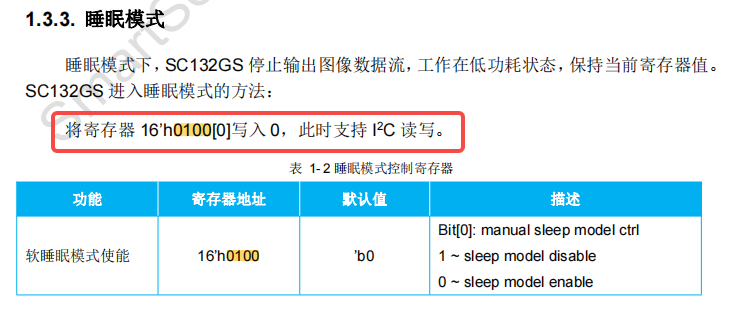 1.3.3. 睡眠模式
睡眠模式下，SC132GS 停止输出图像数据流，工作在低功耗状态，保持当前寄存器值。
SC132GS 进入睡眠模式的方法：
将寄存器 16'h0100[0]写入 0，此时支持 I²C 读写。
表 1-2 睡眠模式控制寄存器
功能 寄存器地址 默认值 描述
软睡眠模式使能 16'h0100 'b0 Bit[0]: manual sleep model ctrl
1 ~ sleep model disable
0 ~ sleep model enable